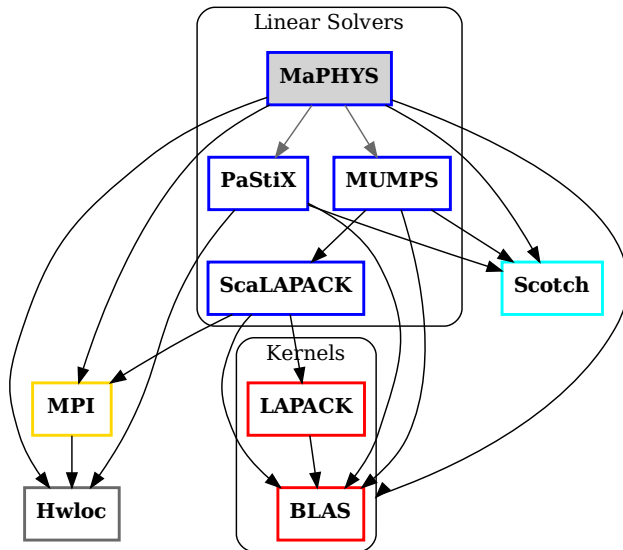 Linear Solvers
MaPHYS
PaStiX
MUMPS
ScaLAPACK
Scotch
Kernels
MPI
LAPACK
Hwloc
BLAS